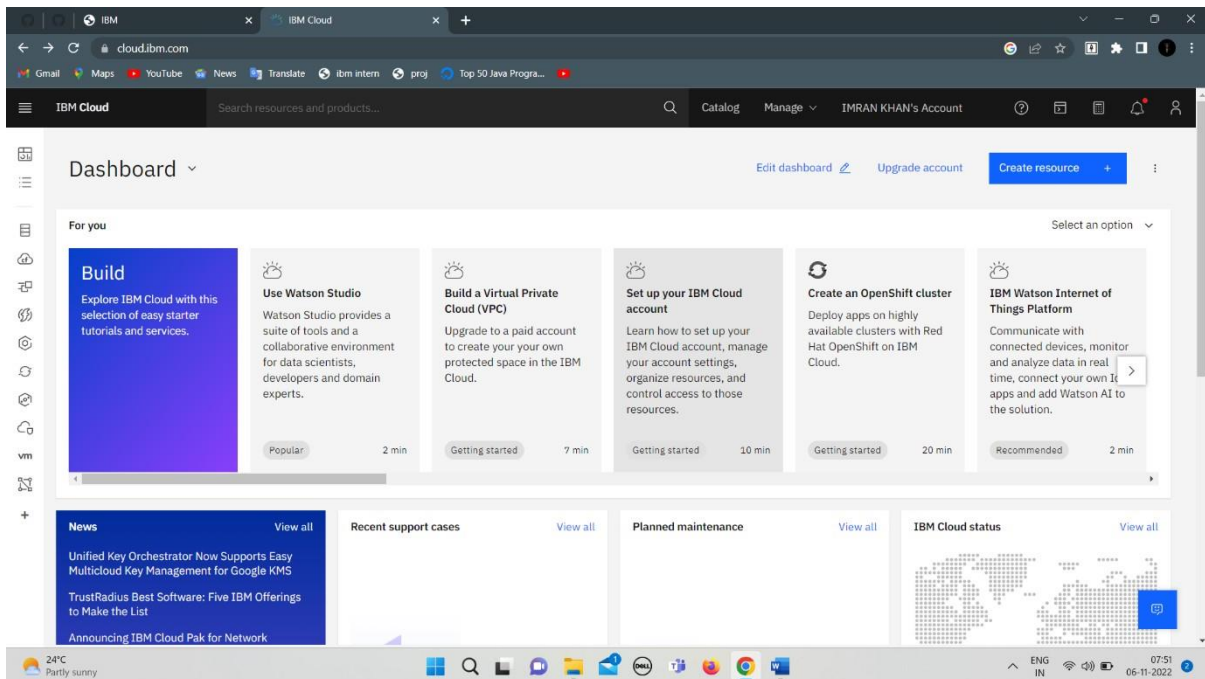 IBM
IBM Cloud
cloud.ibm.com
Gmail Maps YouTube News Translate ibm intern proj Top 50 Java Progra...
IBM Cloud Search resources and products... Catalog Manage IMRAN KHAN's Account
Dashboard
Edit dashboard Upgrade account Create resource +
For you
Select an option
Build
Explore IBM Cloud with this
selection of easy starter
tutorials and services.
Use Watson Studio
Watson Studio provides a
suite of tools and a
collaborative environment
for data scientists,
developers and domain
experts.
Popular 2 min
Build a Virtual Private
Cloud (VPC)
Upgrade to a paid account
to create your your own
protected space in the IBM
Cloud.
Getting started 7 min
Set up your IBM Cloud
account
Learn how to set up your
IBM Cloud account, manage
your account settings,
organize resources, and
control access to those
resources.
Getting started 10 min
Create an OpenShift cluster
Deploy apps on highly
available clusters with Red
Hat OpenShift on IBM
Cloud.
Getting started 20 min
IBM Watson Internet of
Things Platform
Communicate with
connected devices, monitor
and analyze data in real
time, connect your own
apps and add Watson AI to
the solution.
Recommended 2 min
vm
News View all
Unified Key Orchestrator Now Supports Easy
Multicloud Key Management for Google KMS
TrustRadius Best Software: Five IBM Offerings
to Make the List
Announcing IBM Cloud Pak for Network
Recent support cases View all
Planned maintenance View all
IBM Cloud status View all
24°C
Partly sunny
DELL
ENG
IN
07:51
06-11-2022
2